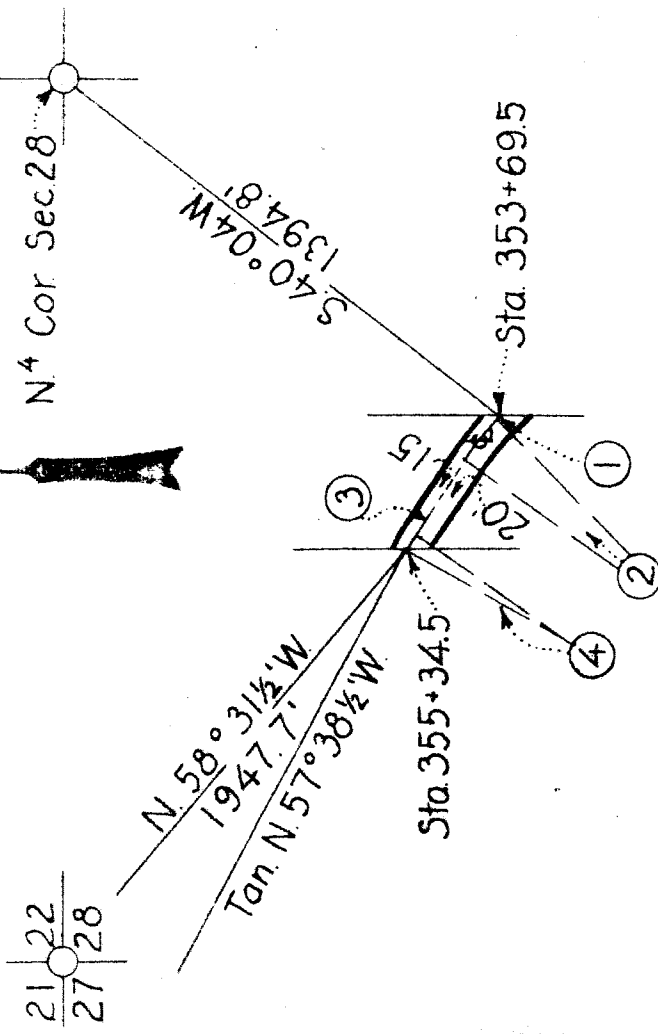 21 22
27 28
N.⁴ Cor. Sec. 28
S. 40° 04' W
1394.8'
N. 58° 31½' W
1947.7'
Tan. N. 57° 38½' W
3
15
20
Sta. 355+34.5
Sta. 353+69.5
4
2
1